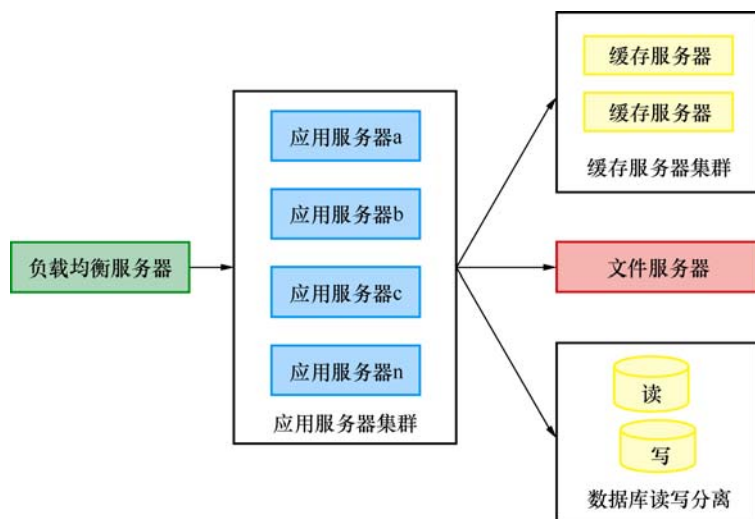 负载均衡服务器
应用服务器a
应用服务器b
应用服务器c
应用服务器n
应用服务器集群
缓存服务器
缓存服务器
缓存服务器集群
文件服务器
读
写
数据库读写分离